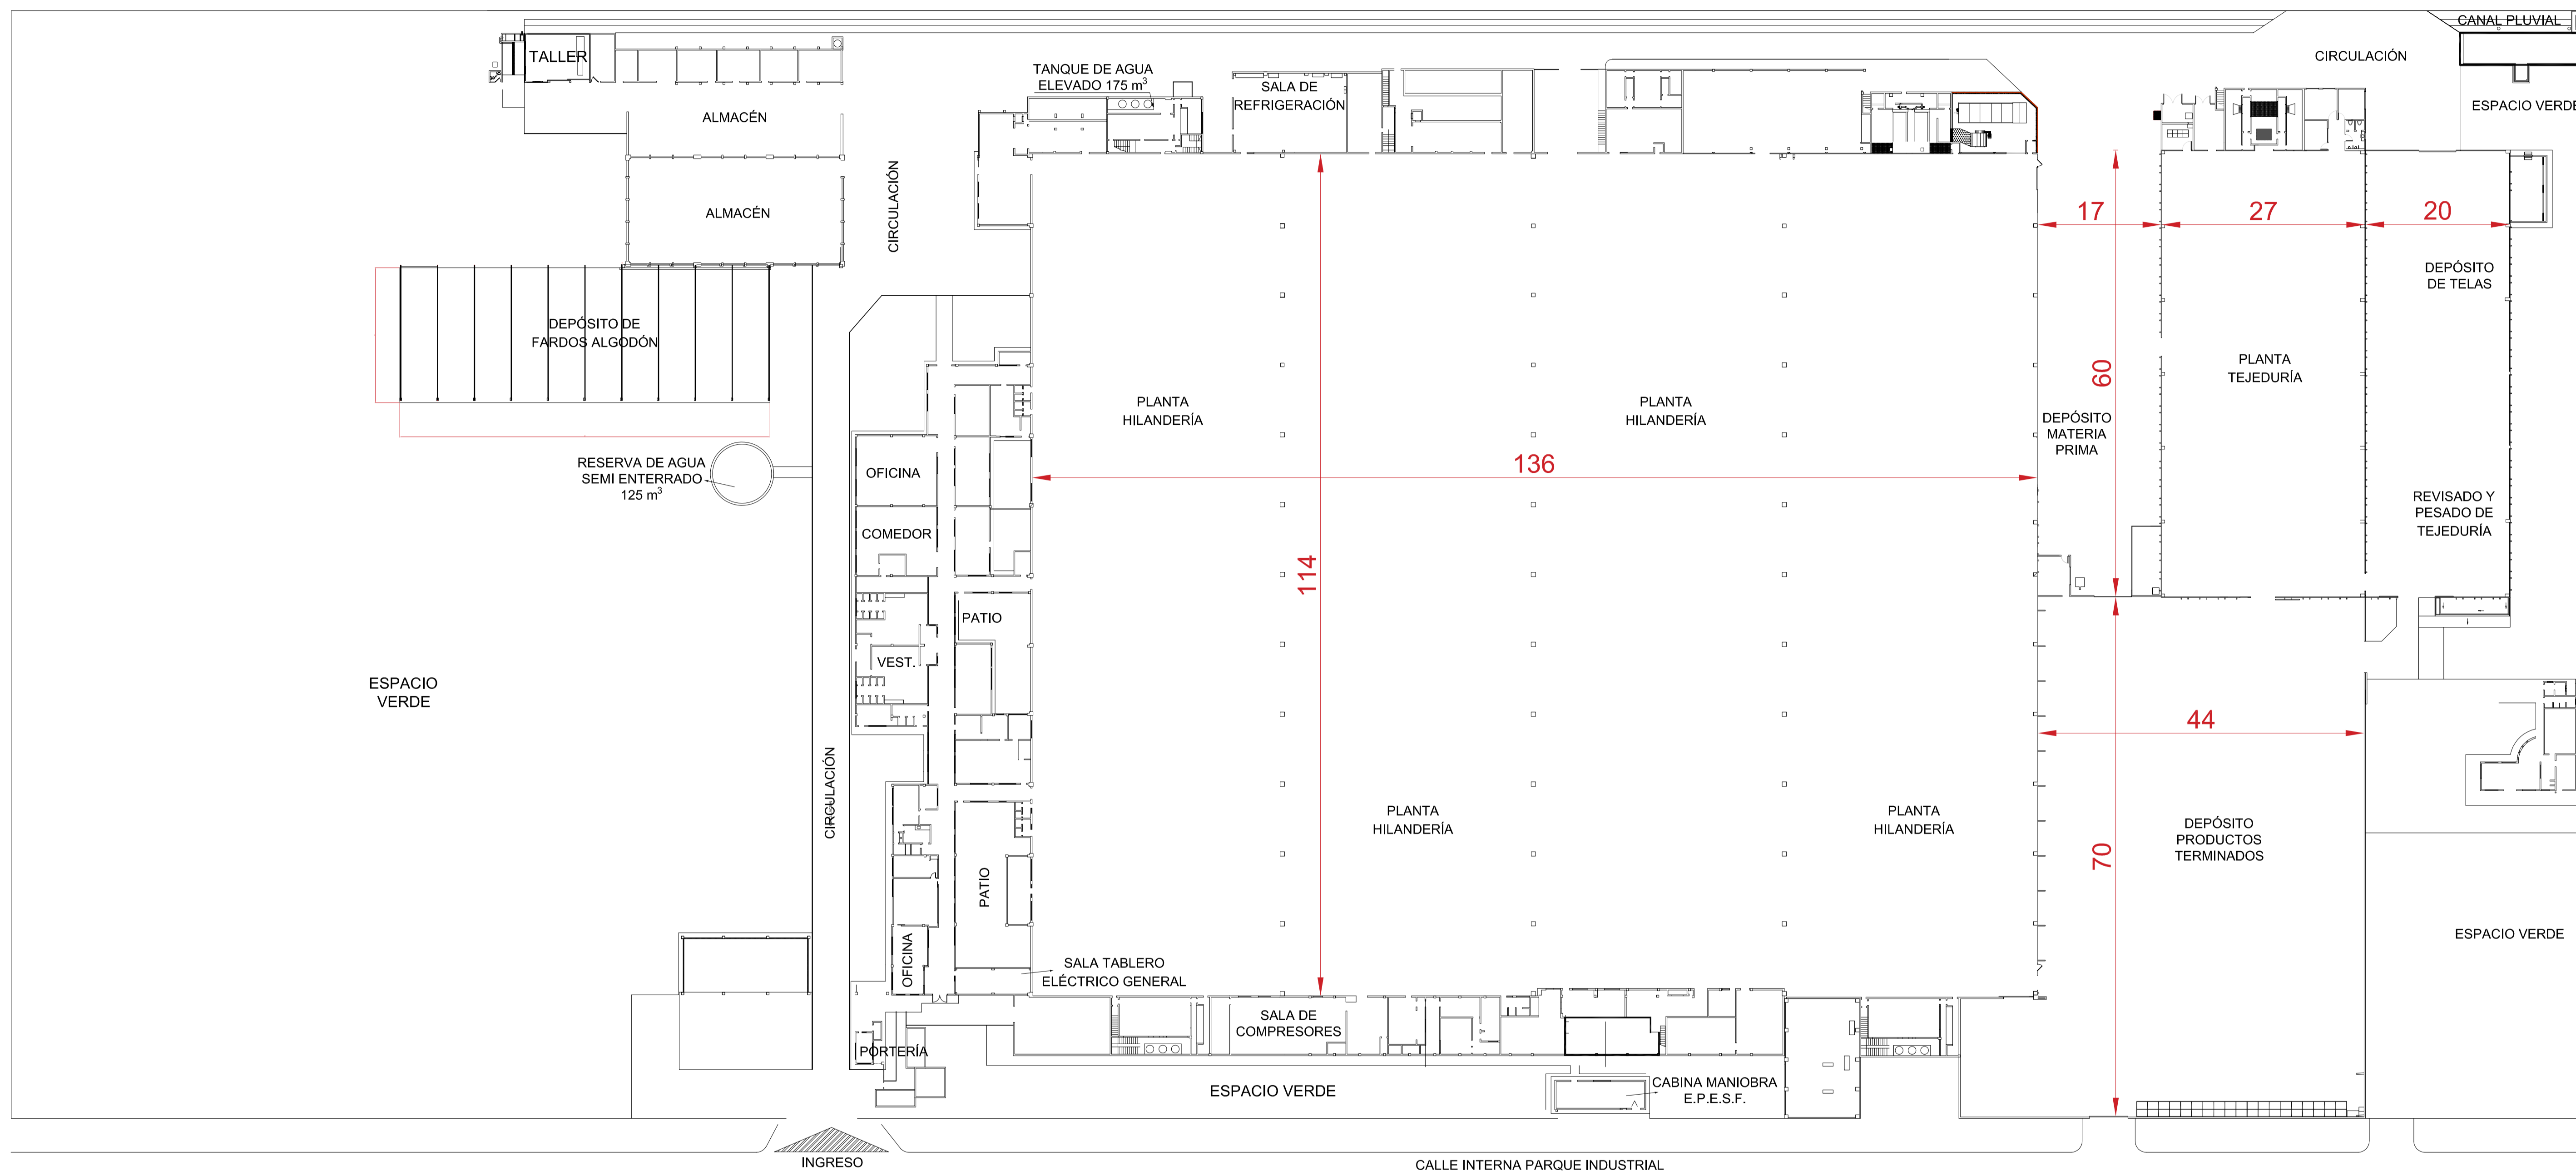 CANAL PLUVIAL
TALLER
CIRCULACIÓN
TANQUE DE AGUA
ELEVADO 175 m³
SALA DE
REFRIGERACIÓN
ESPACIO VERDE
ALMACÉN
CIRCULACIÓN
ALMACÉN
17
27
20
DEPÓSITO
DE TELAS
DEPÓSITO DE
FARDOS ALGODÓN
PLANTA
TEJEDURÍA
60
PLANTA
HILANDERÍA
PLANTA
HILANDERÍA
DEPÓSITO
MATERIA
PRIMA
RESERVA DE AGUA
SEMI ENTERRADO
125 m³
OFICINA
136
REVISADO Y
PESADO DE
TEJEDURÍA
COMEDOR
114
PATIO
VEST.
ESPACIO
VERDE
44
CIRCULACIÓN
PLANTA
HILANDERÍA
PLANTA
HILANDERÍA
DEPÓSITO
PRODUCTOS
TERMINADOS
70
PATIO
ESPACIO VERDE
OFICINA
SALA TABLERO
ELÉCTRICO GENERAL
SALA DE
COMPRESORES
PORTERÍA
ESPACIO VERDE
CABINA MANIOBRA
E.P.E.S.F.
INGRESO
CALLE INTERNA PARQUE INDUSTRIAL